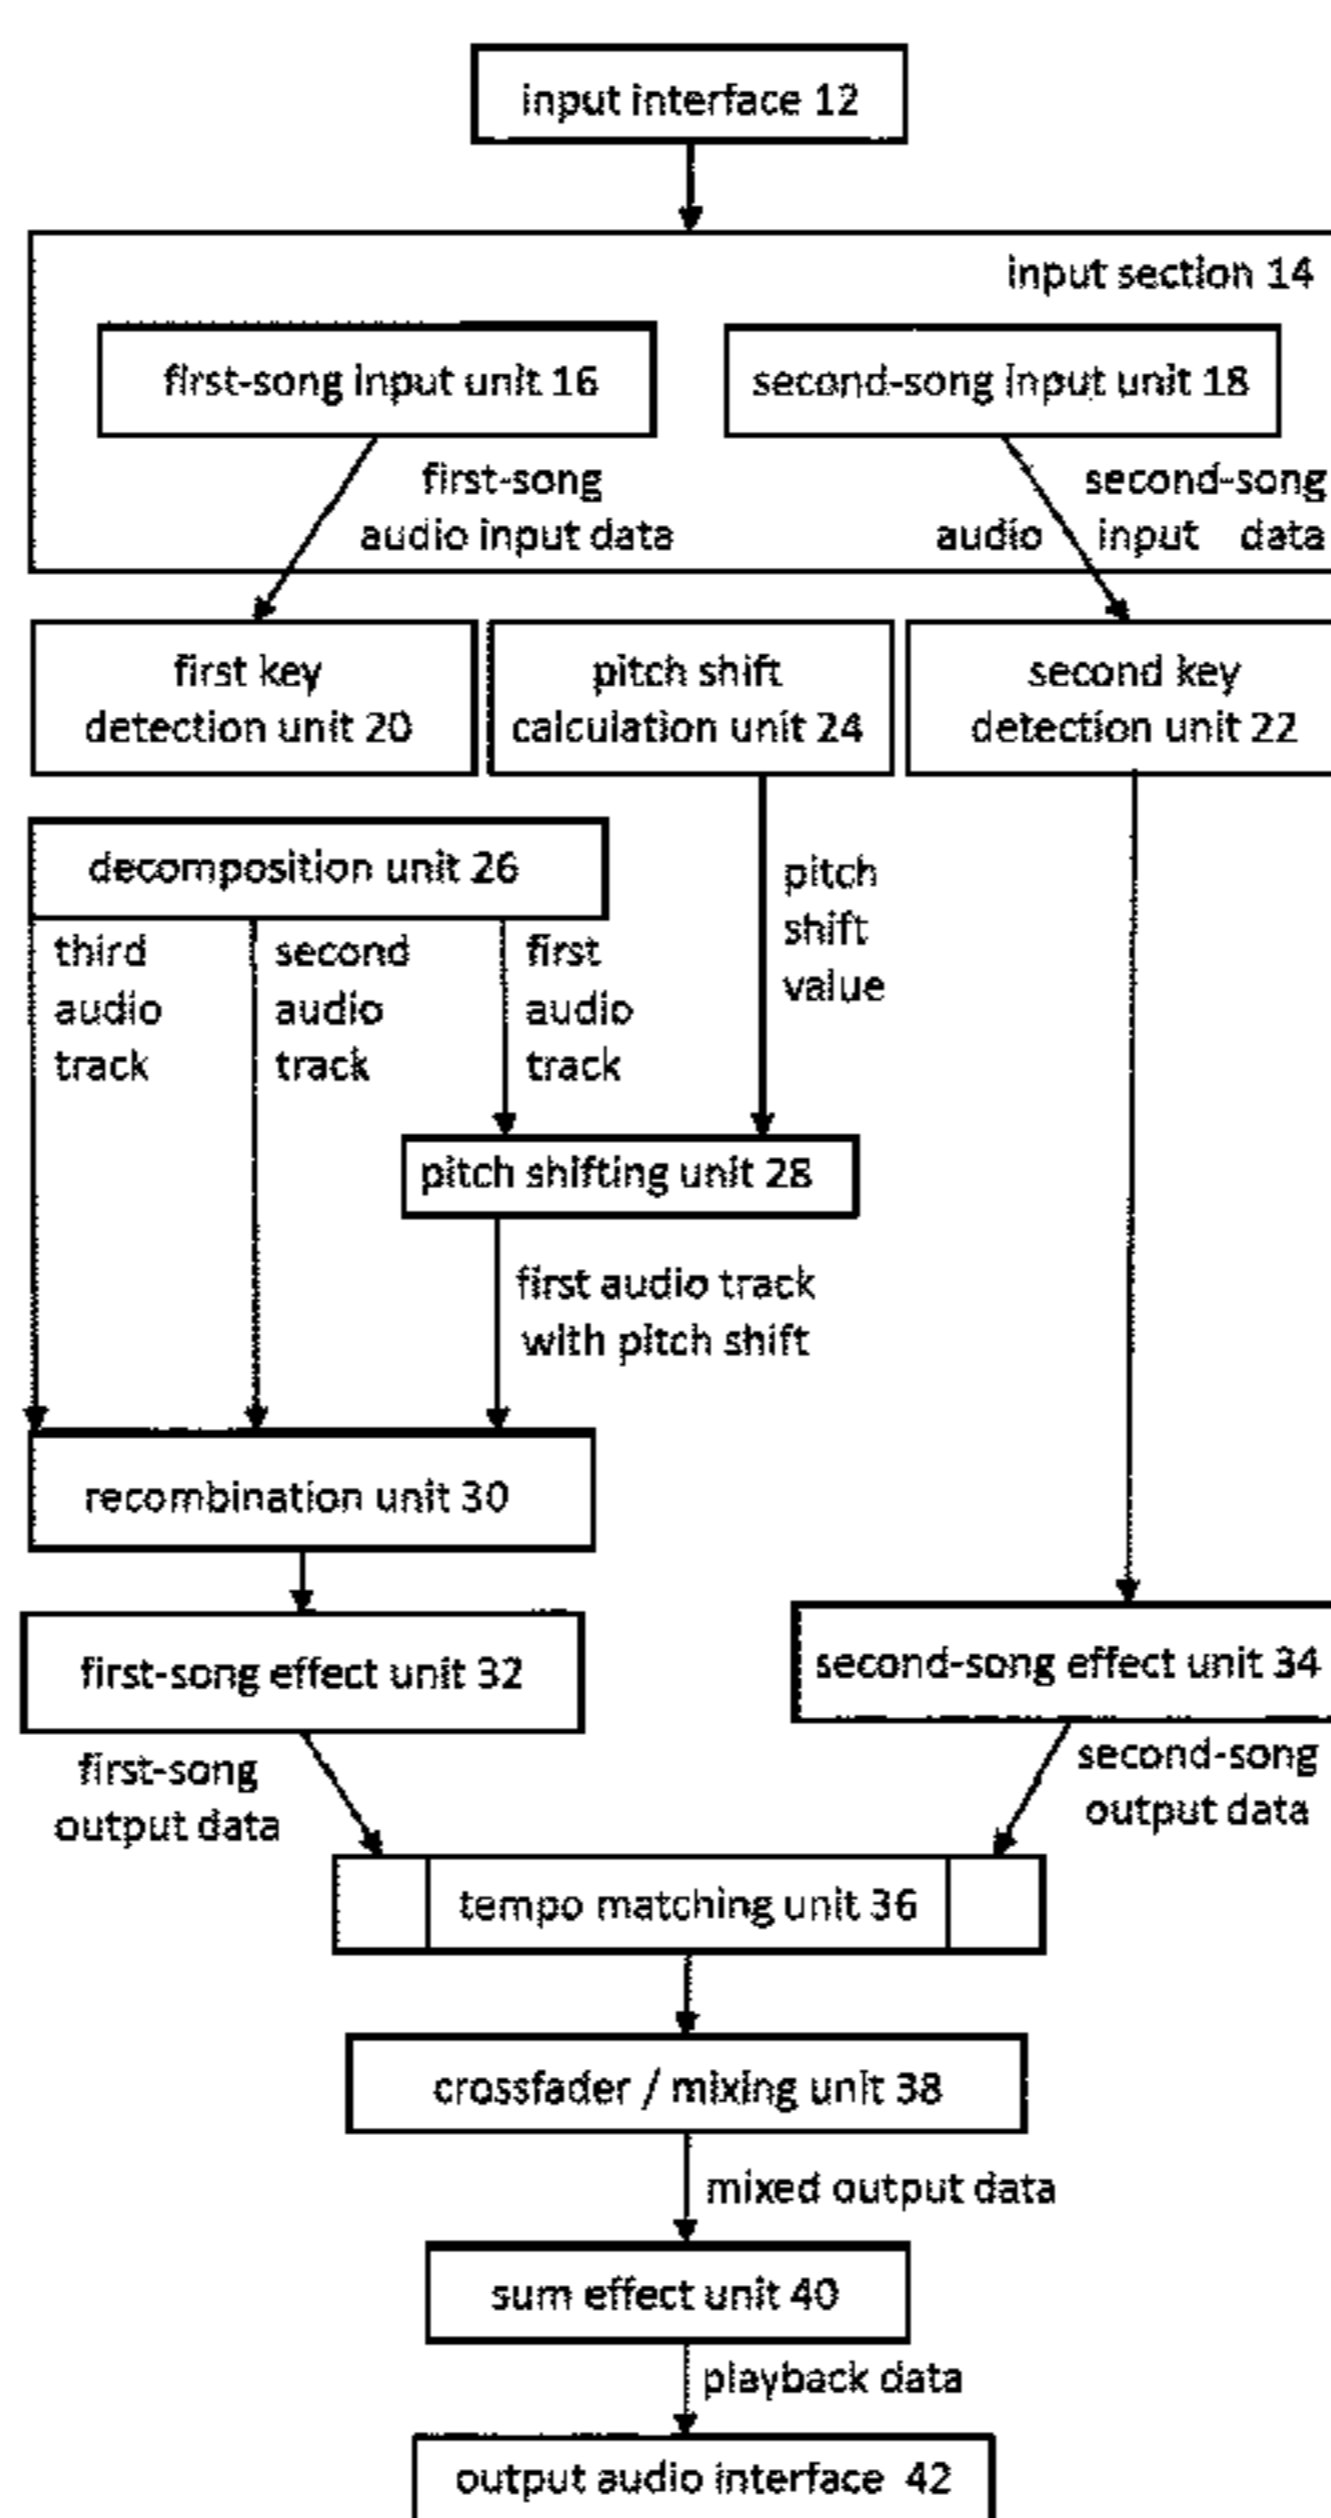 input interface 12
input section 14
first-song input unit 16
second-song input unit 18
first-song
audio input data
second-song
audio input data
first key
detection unit 20
pitch shift
calculation unit 24
second key
detection unit 22
decomposition unit 26
third
audio
track
second
audio
track
first
audio
track
pitch
shift
value
pitch shifting unit 28
first audio track
with pitch shift
recombination unit 30
first-song effect unit 32
second-song effect unit 34
first-song
output data
second-song
output data
tempo matching unit 36
crossfader / mixing unit 38
mixed output data
sum effect unit 40
playback data
output audio interface 42